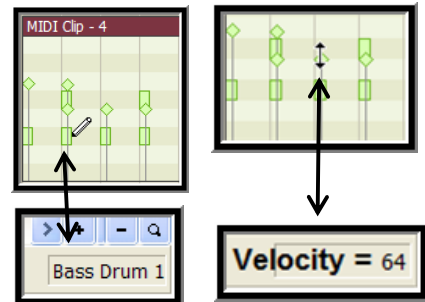 MIDI Clip - 4
> + -
Bass Drum 1
Velocity = 64